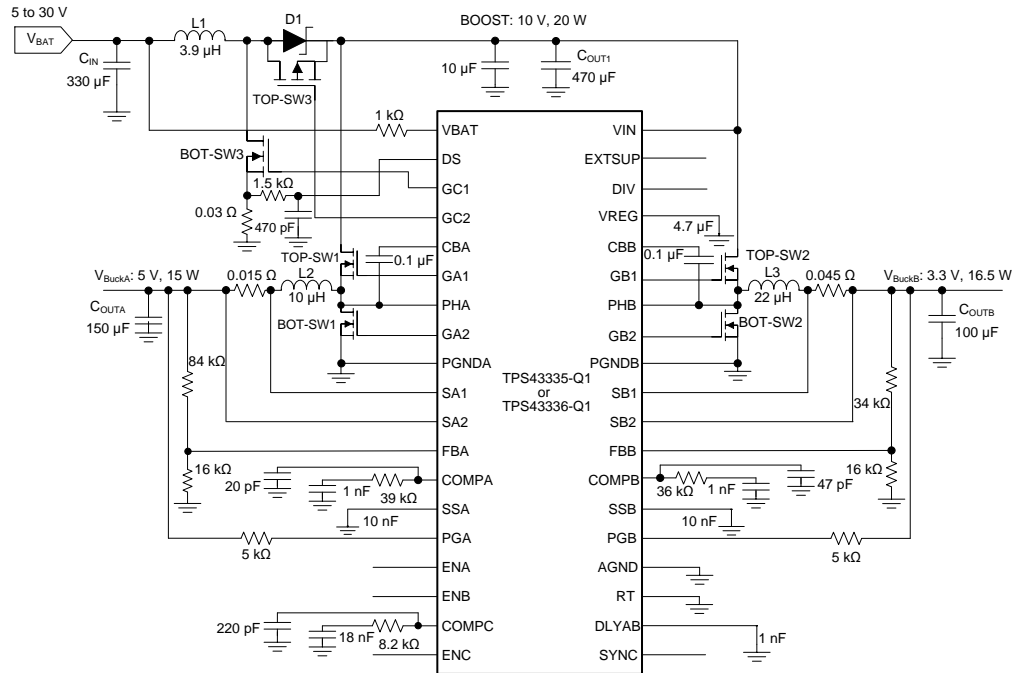 5 to 30 V
VBAT
CIN
330 µF
L1
3.9 µH
D1
TOP-SW3
BOOST: 10 V, 20 W
10 µF
COUT1
470 µF
1 kΩ
BOT-SW3
1.5 kΩ
0.03 Ω
470 pF
VBAT
DS
GC1
GC2
CBA
GA1
PHA
GA2
PGNDA
SA1
SA2
FBA
COMPA
SSA
PGA
ENA
ENB
COMPC
ENC
VIN
EXTSUP
DIV
VREG
CBB
GB1
PHB
GB2
PGNDB
SB1
SB2
FBB
COMPB
SSB
PGB
AGND
RT
DLYAB
SYNC
TPS43335-Q1
or
TPS43336-Q1
TOP-SW1
0.1 µF
VBuckA: 5 V, 15 W
0.015 Ω
L2
10 µH
COUTA
150 µF
BOT-SW1
84 kΩ
16 kΩ
20 pF
1 nF
39 kΩ
10 nF
5 kΩ
220 pF
18 nF
8.2 kΩ
4.7 µF
0.1 µF
TOP-SW2
L3
0.045 Ω
22 µH
VBuckB: 3.3 V, 16.5 W
BOT-SW2
COUTB
100 µF
34 kΩ
16 kΩ
36 kΩ
1 nF
47 pF
10 nF
5 kΩ
1 nF